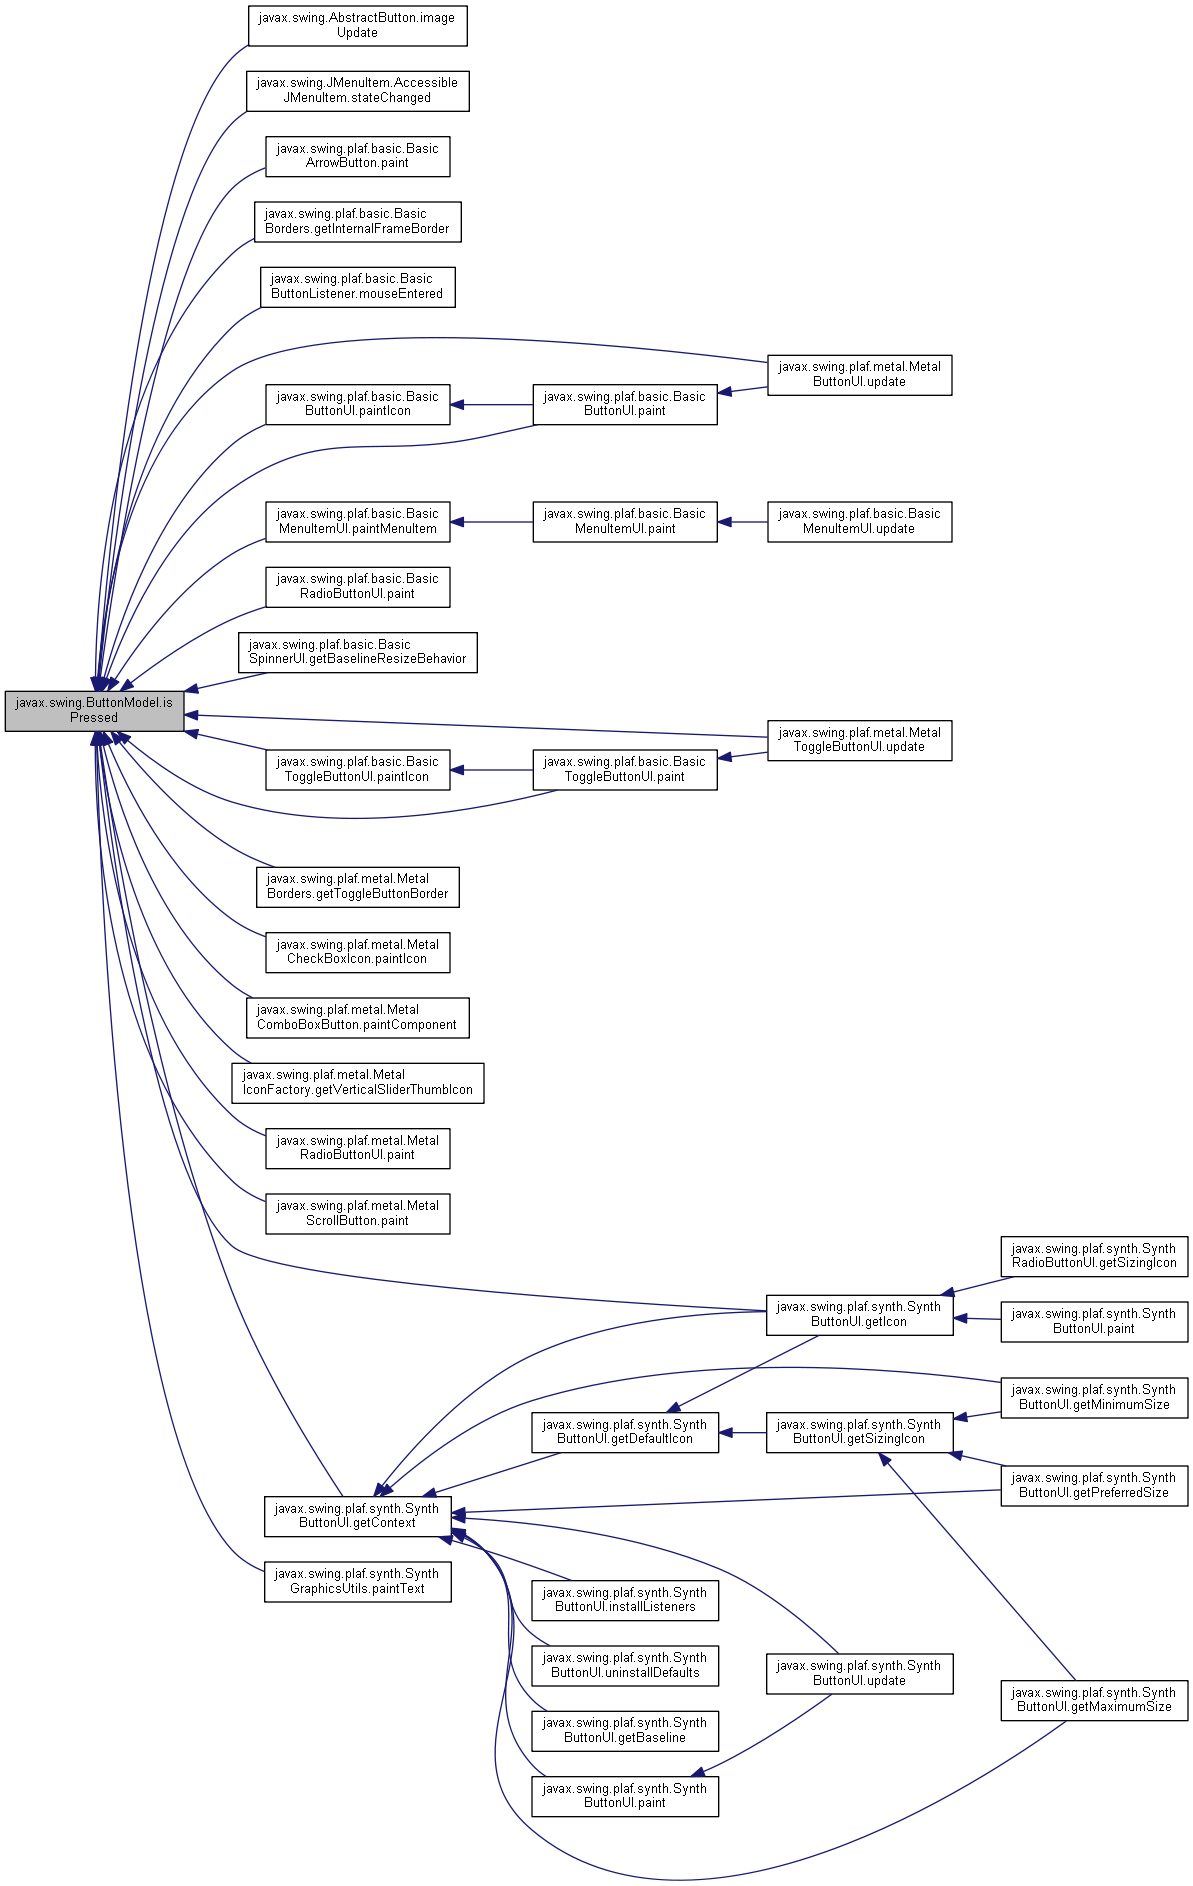 javax.swing.AbstractButton.image
Update
javax.swing.JMenuItem.Accessible
JMenuItem.stateChanged
javax.swing.plaf.basic.Basic
ArrowButton.paint
javax.swing.plaf.basic.Basic
Borders.getInternalFrameBorder
javax.swing.plaf.basic.Basic
ButtonListener.mouseEntered
javax.swing.plaf.metal.Metal
ButtonUI.update
javax.swing.plaf.basic.Basic
ButtonUI.paintIcon
javax.swing.plaf.basic.Basic
ButtonUI.paint
javax.swing.plaf.basic.Basic
MenuItemUI.paintMenuItem
javax.swing.plaf.basic.Basic
MenuItemUI.paint
javax.swing.plaf.basic.Basic
MenuItemUI.update
javax.swing.plaf.basic.Basic
RadioButtonUI.paint
javax.swing.plaf.basic.Basic
SpinnerUI.getBaselineResizeBehavior
javax.swing.ButtonModel.is
Pressed
javax.swing.plaf.metal.Metal
ToggleButtonUI.update
javax.swing.plaf.basic.Basic
ToggleButtonUI.paintIcon
javax.swing.plaf.basic.Basic
ToggleButtonUI.paint
javax.swing.plaf.metal.Metal
Borders.getToggleButtonBorder
javax.swing.plaf.metal.Metal
CheckBoxIcon.paintIcon
javax.swing.plaf.metal.Metal
ComboBoxButton.paintComponent
javax.swing.plaf.metal.Metal
IconFactory.getVerticalSliderThumbIcon
javax.swing.plaf.metal.Metal
RadioButtonUI.paint
javax.swing.plaf.metal.Metal
ScrollButton.paint
javax.swing.plaf.synth.Synth
RadioButtonUI.getSizingIcon
javax.swing.plaf.synth.Synth
ButtonUI.getIcon
javax.swing.plaf.synth.Synth
ButtonUI.paint
javax.swing.plaf.synth.Synth
ButtonUI.getMinimumSize
javax.swing.plaf.synth.Synth
ButtonUI.getDefaultIcon
javax.swing.plaf.synth.Synth
ButtonUI.getSizingIcon
javax.swing.plaf.synth.Synth
ButtonUI.getPreferredSize
javax.swing.plaf.synth.Synth
ButtonUI.getContext
javax.swing.plaf.synth.Synth
GraphicsUtils.paintText
javax.swing.plaf.synth.Synth
ButtonUI.installListeners
javax.swing.plaf.synth.Synth
ButtonUI.uninstallDefaults
javax.swing.plaf.synth.Synth
ButtonUI.update
javax.swing.plaf.synth.Synth
ButtonUI.getMaximumSize
javax.swing.plaf.synth.Synth
ButtonUI.getBaseline
javax.swing.plaf.synth.Synth
ButtonUI.paint